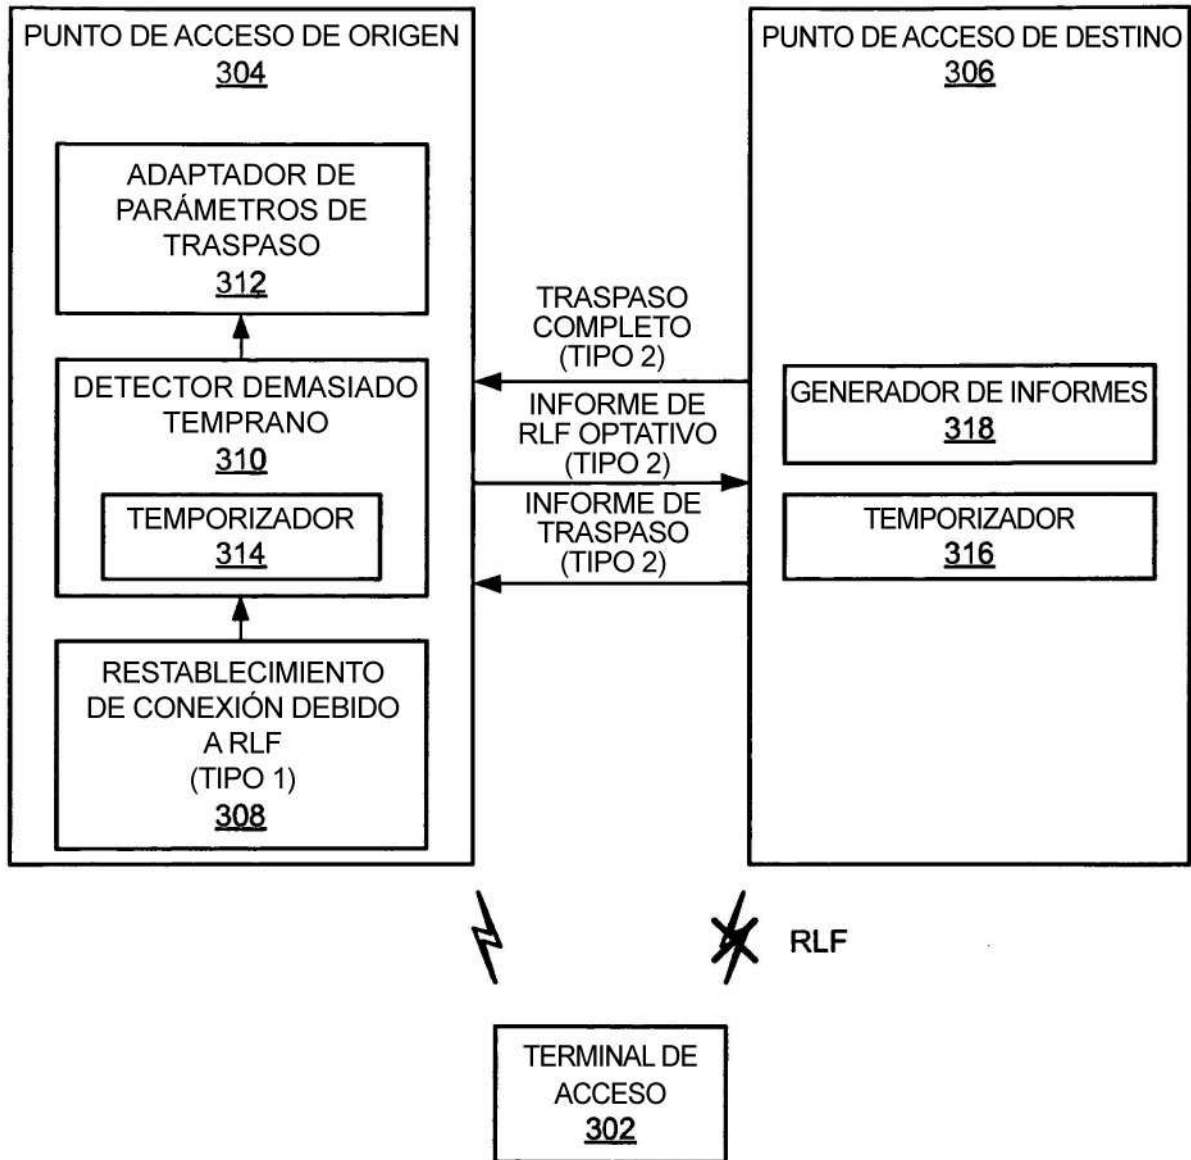 PUNTO DE ACCESO DE ORIGEN
304
ADAPTADOR DE
PARÁMETROS DE
TRASPASO
312
DETECTOR DEMASIADO
TEMPRANO
310
TEMPORIZADOR
314
RESTABLECIMIENTO
DE CONEXIÓN DEBIDO
A RLF
(TIPO 1)
308
TRASPASO
COMPLETO
(TIPO 2)
INFORME DE
RLF OPTATIVO
(TIPO 2)
INFORME DE
TRASPASO
(TIPO 2)
PUNTO DE ACCESO DE DESTINO
306
GENERADOR DE INFORMES
318
TEMPORIZADOR
316
RLF
TERMINAL DE
ACCESO
302